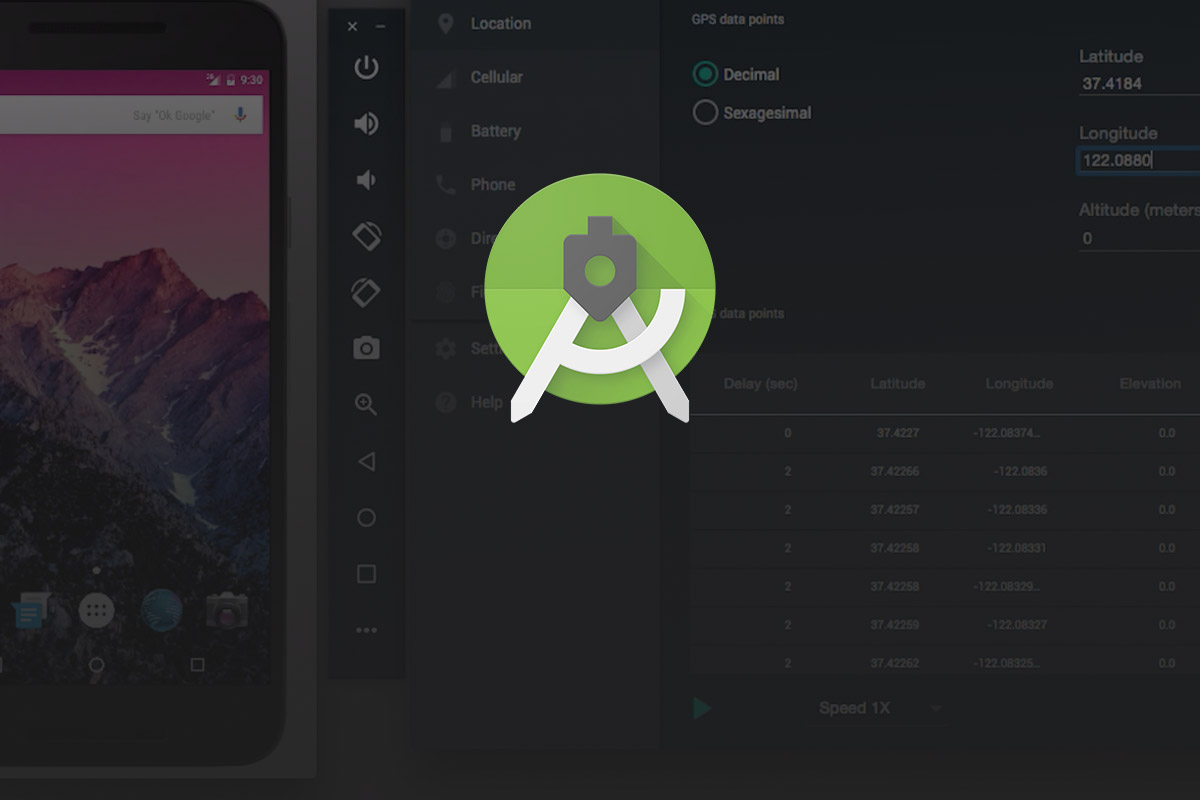 9:30
Say "Ok Google"
Location
Cellular
Battery
Phone
Settings
Help
GPS data points
Decimal
Sexagesimal
Latitude
37.4184
Longitude
122.0880
Altitude (meters
0
data points
Delay (sec) Latitude Longitude Elevation
0 37.4227 -122.08374... 0.0
2 37.42266 -122.0836 0.0
2 37.42257 -122.08336 0.0
2 37.42258 -122.08331 0.0
2 37.42258 -122.08329... 0.0
2 37.42259 -122.08327 0.0
2 37.42262 -122.08325... 0.0
Speed 1X